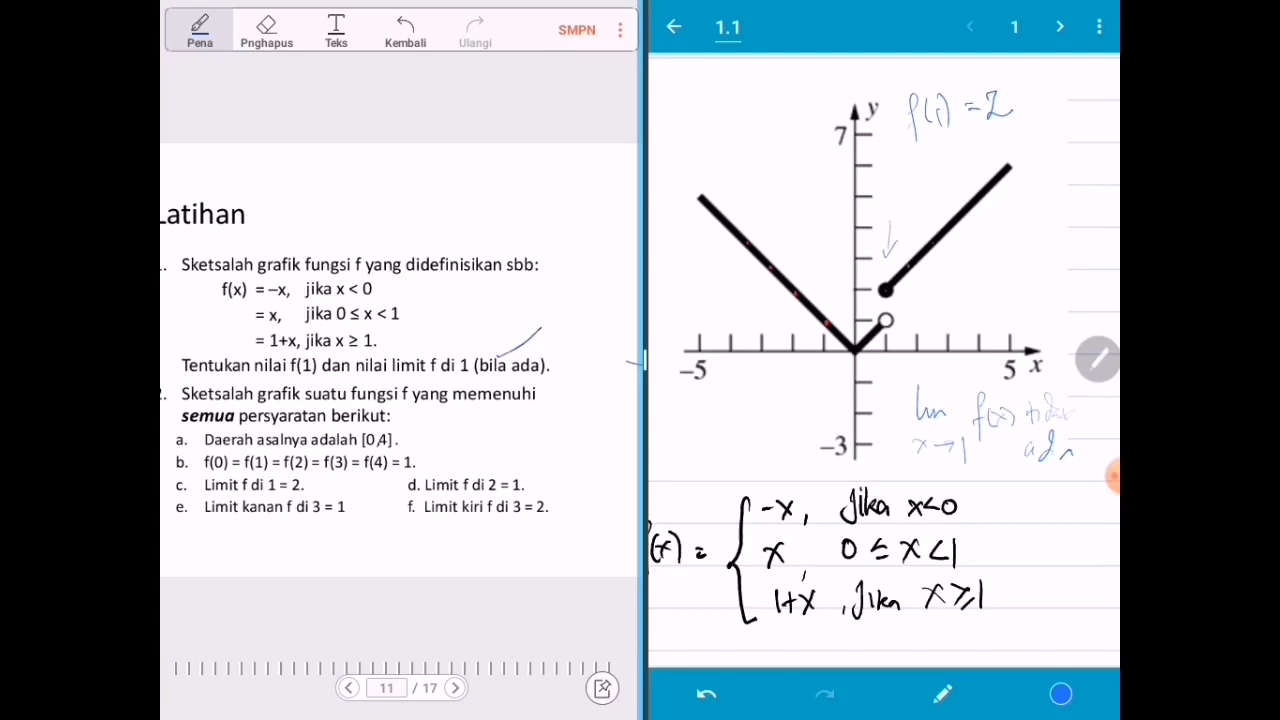 Pena Pnghapus Teks Kembali Ulangi SMPN
Latihan
1. Sketsalah grafik fungsi f yang didefinisikan sbb:
f(x) = –x, jika x < 0
= x, jika 0 ≤ x < 1
= 1+x, jika x ≥ 1.
Tentukan nilai f(1) dan nilai limit f di 1 (bila ada).
2. Sketsalah grafik suatu fungsi f yang memenuhi
semua persyaratan berikut:
a. Daerah asalnya adalah [0,4].
b. f(0) = f(1) = f(2) = f(3) = f(4) = 1.
c. Limit f di 1 = 2. d. Limit f di 2 = 1.
e. Limit kanan f di 3 = 1 f. Limit kiri f di 3 = 2.
11 / 17
1.1 1
f(1) = 2
y
7
–5 5 x
–3
lim f(x)
x→1
f(x) = -x, jika x<0
x 0 ≤ x < 1
1+x, jika x ≥ 1